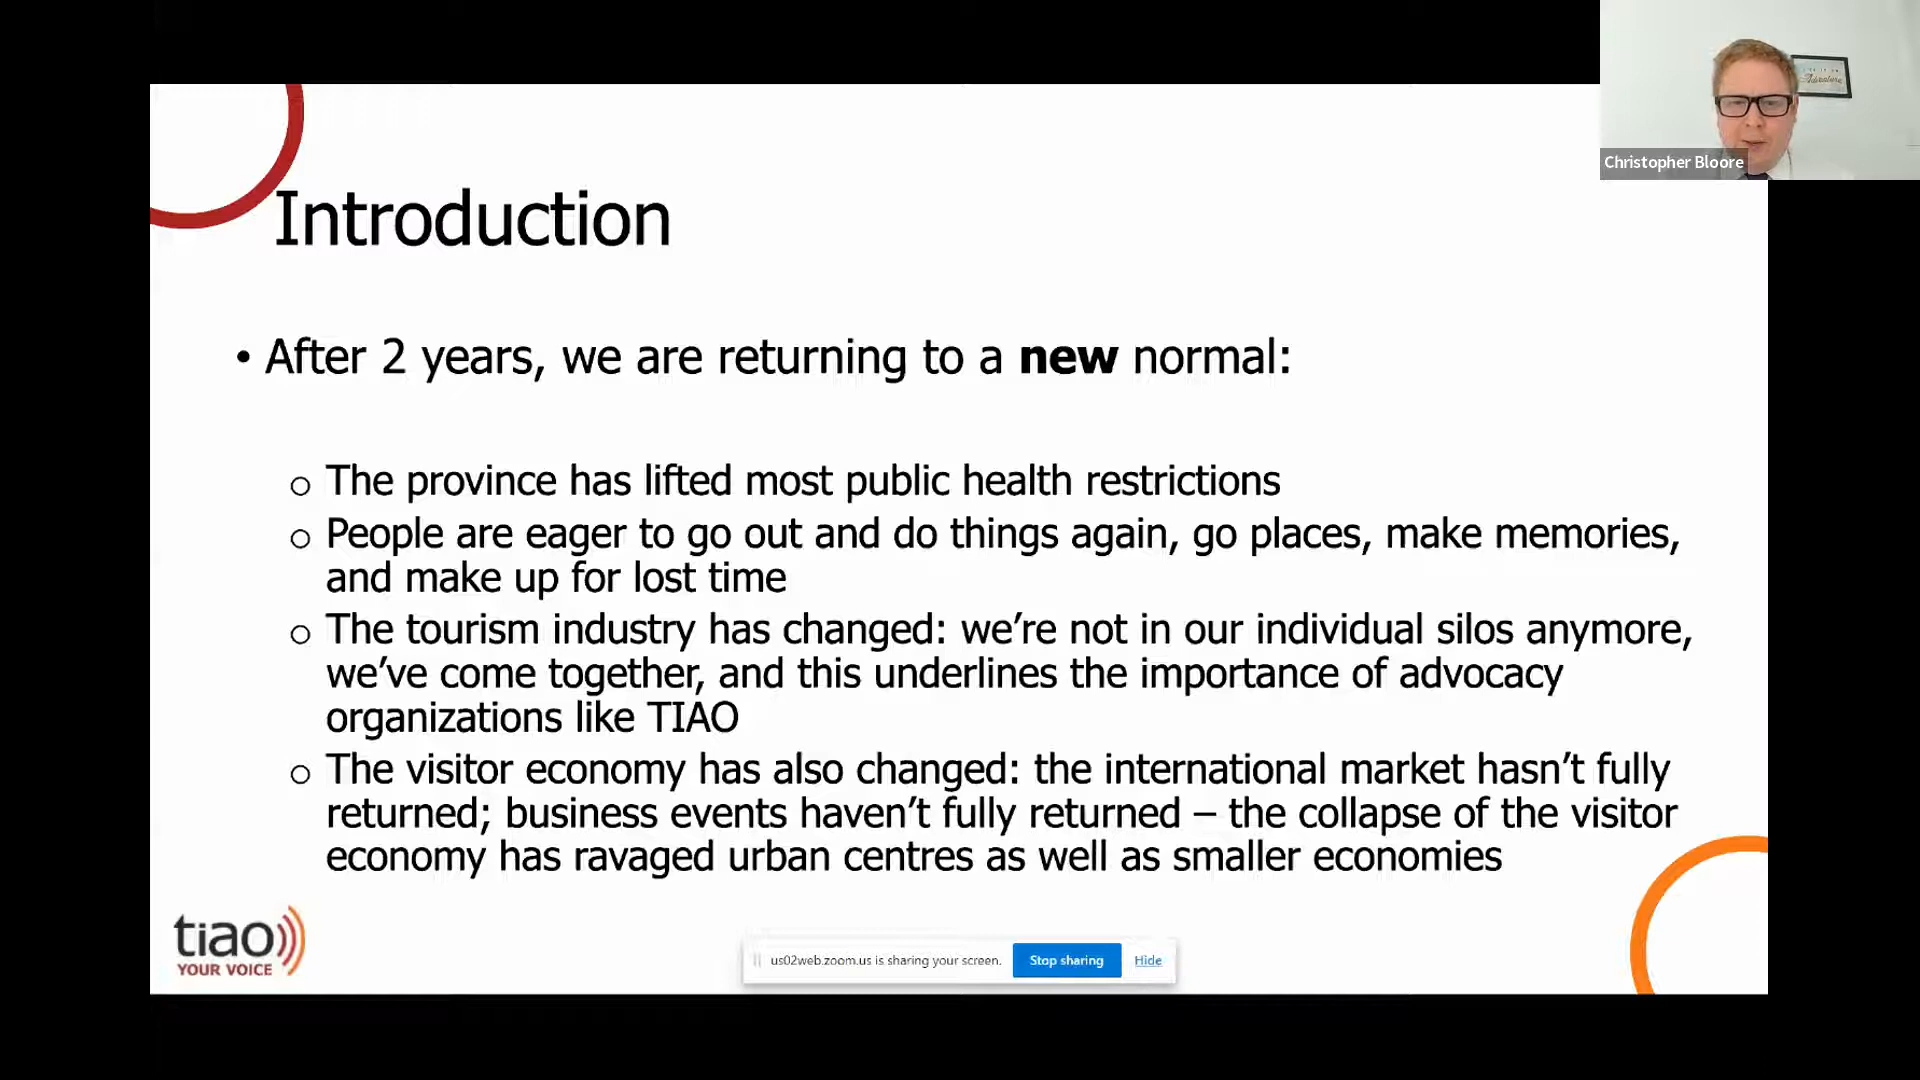 Adventure
Christopher Bloore
Introduction
• After 2 years, we are returning to a new normal:
o The province has lifted most public health restrictions
o People are eager to go out and do things again, go places, make memories,
and make up for lost time
o The tourism industry has changed: we’re not in our individual silos anymore,
we’ve come together, and this underlines the importance of advocacy
organizations like TIAO
o The visitor economy has also changed: the international market hasn’t fully
returned; business events haven’t fully returned – the collapse of the visitor
economy has ravaged urban centres as well as smaller economies
tiao
YOUR VOICE
us02web.zoom.us is sharing your screen.
Stop sharing
Hide